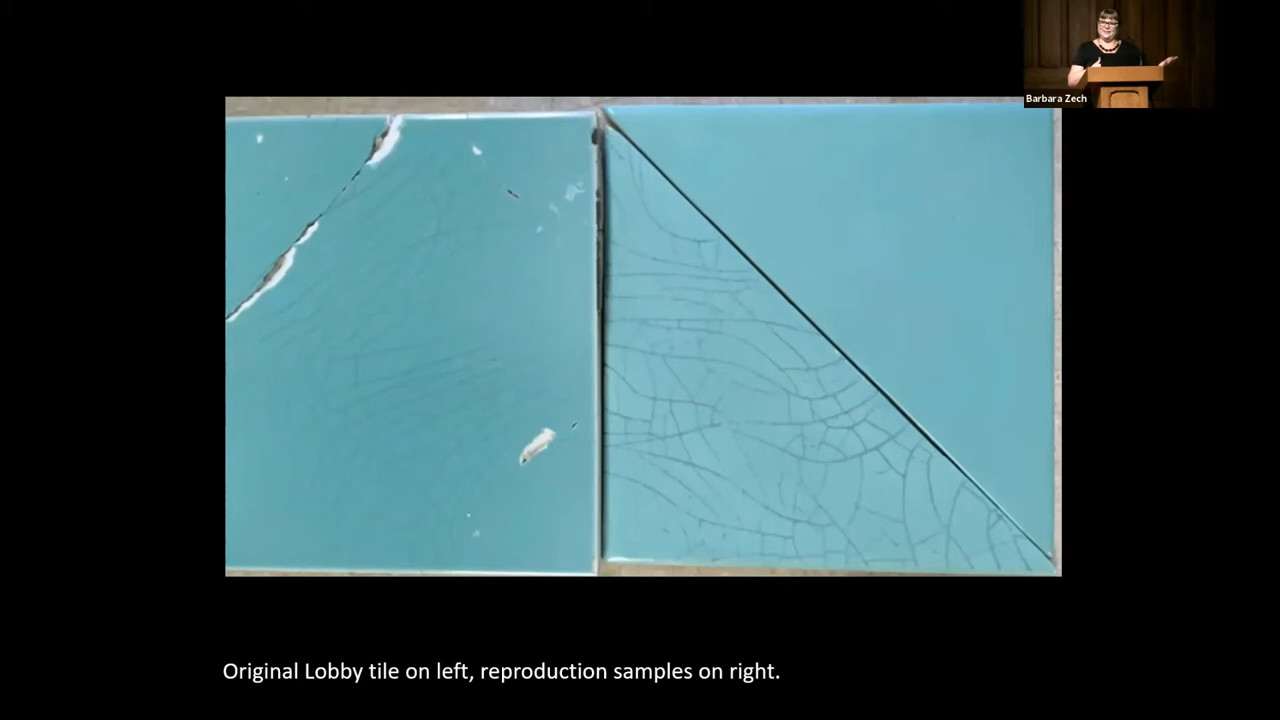 Barbara Zech
Original Lobby tile on left, reproduction samples on right.